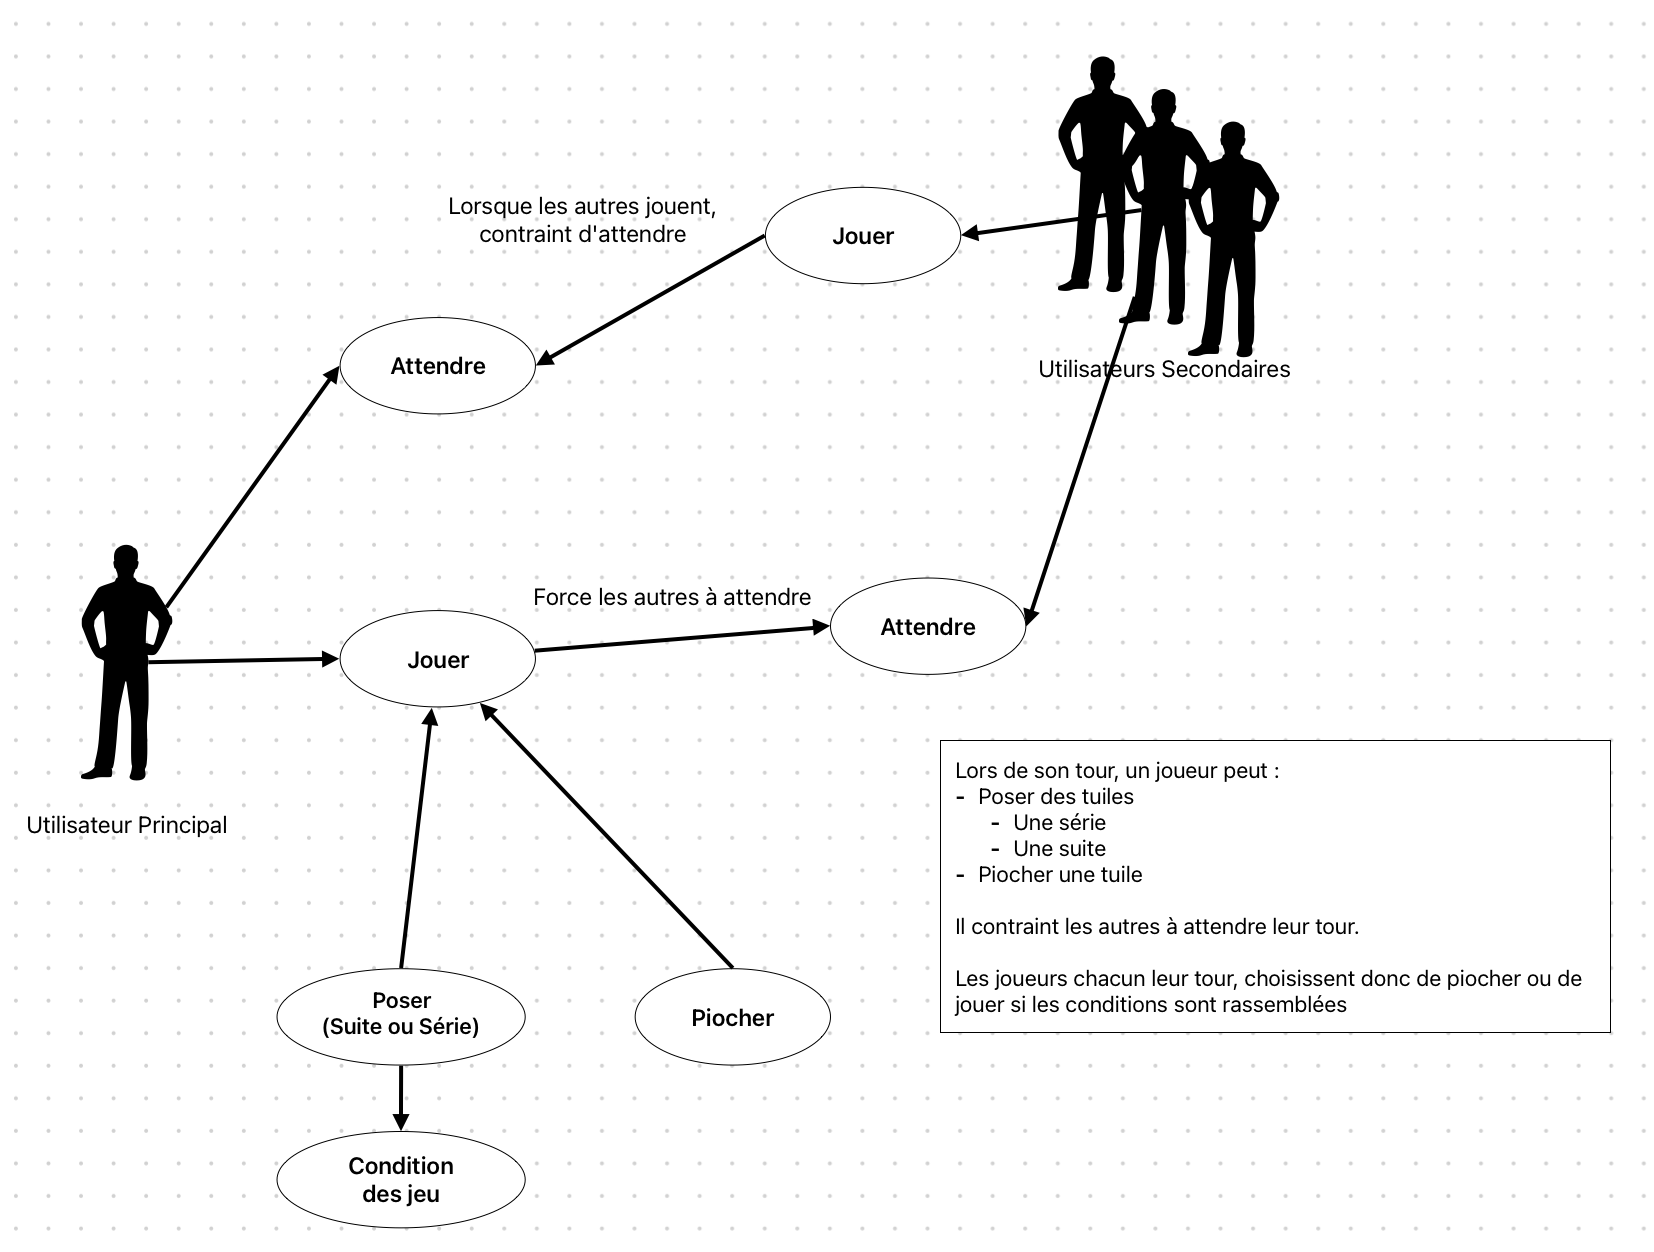 Lorsque les autres jouent,
contraint d'attendre
Jouer
Attendre
Utilisateurs Secondaires
Force les autres à attendre
Attendre
Jouer
Utilisateur Principal
Lors de son tour, un joueur peut :
- Poser des tuiles
- Une série
- Une suite
- Piocher une tuile
Il contraint les autres à attendre leur tour.
Les joueurs chacun leur tour, choisissent donc de piocher ou de
jouer si les conditions sont rassemblées
Poser
(Suite ou Série)
Piocher
Condition
des jeu